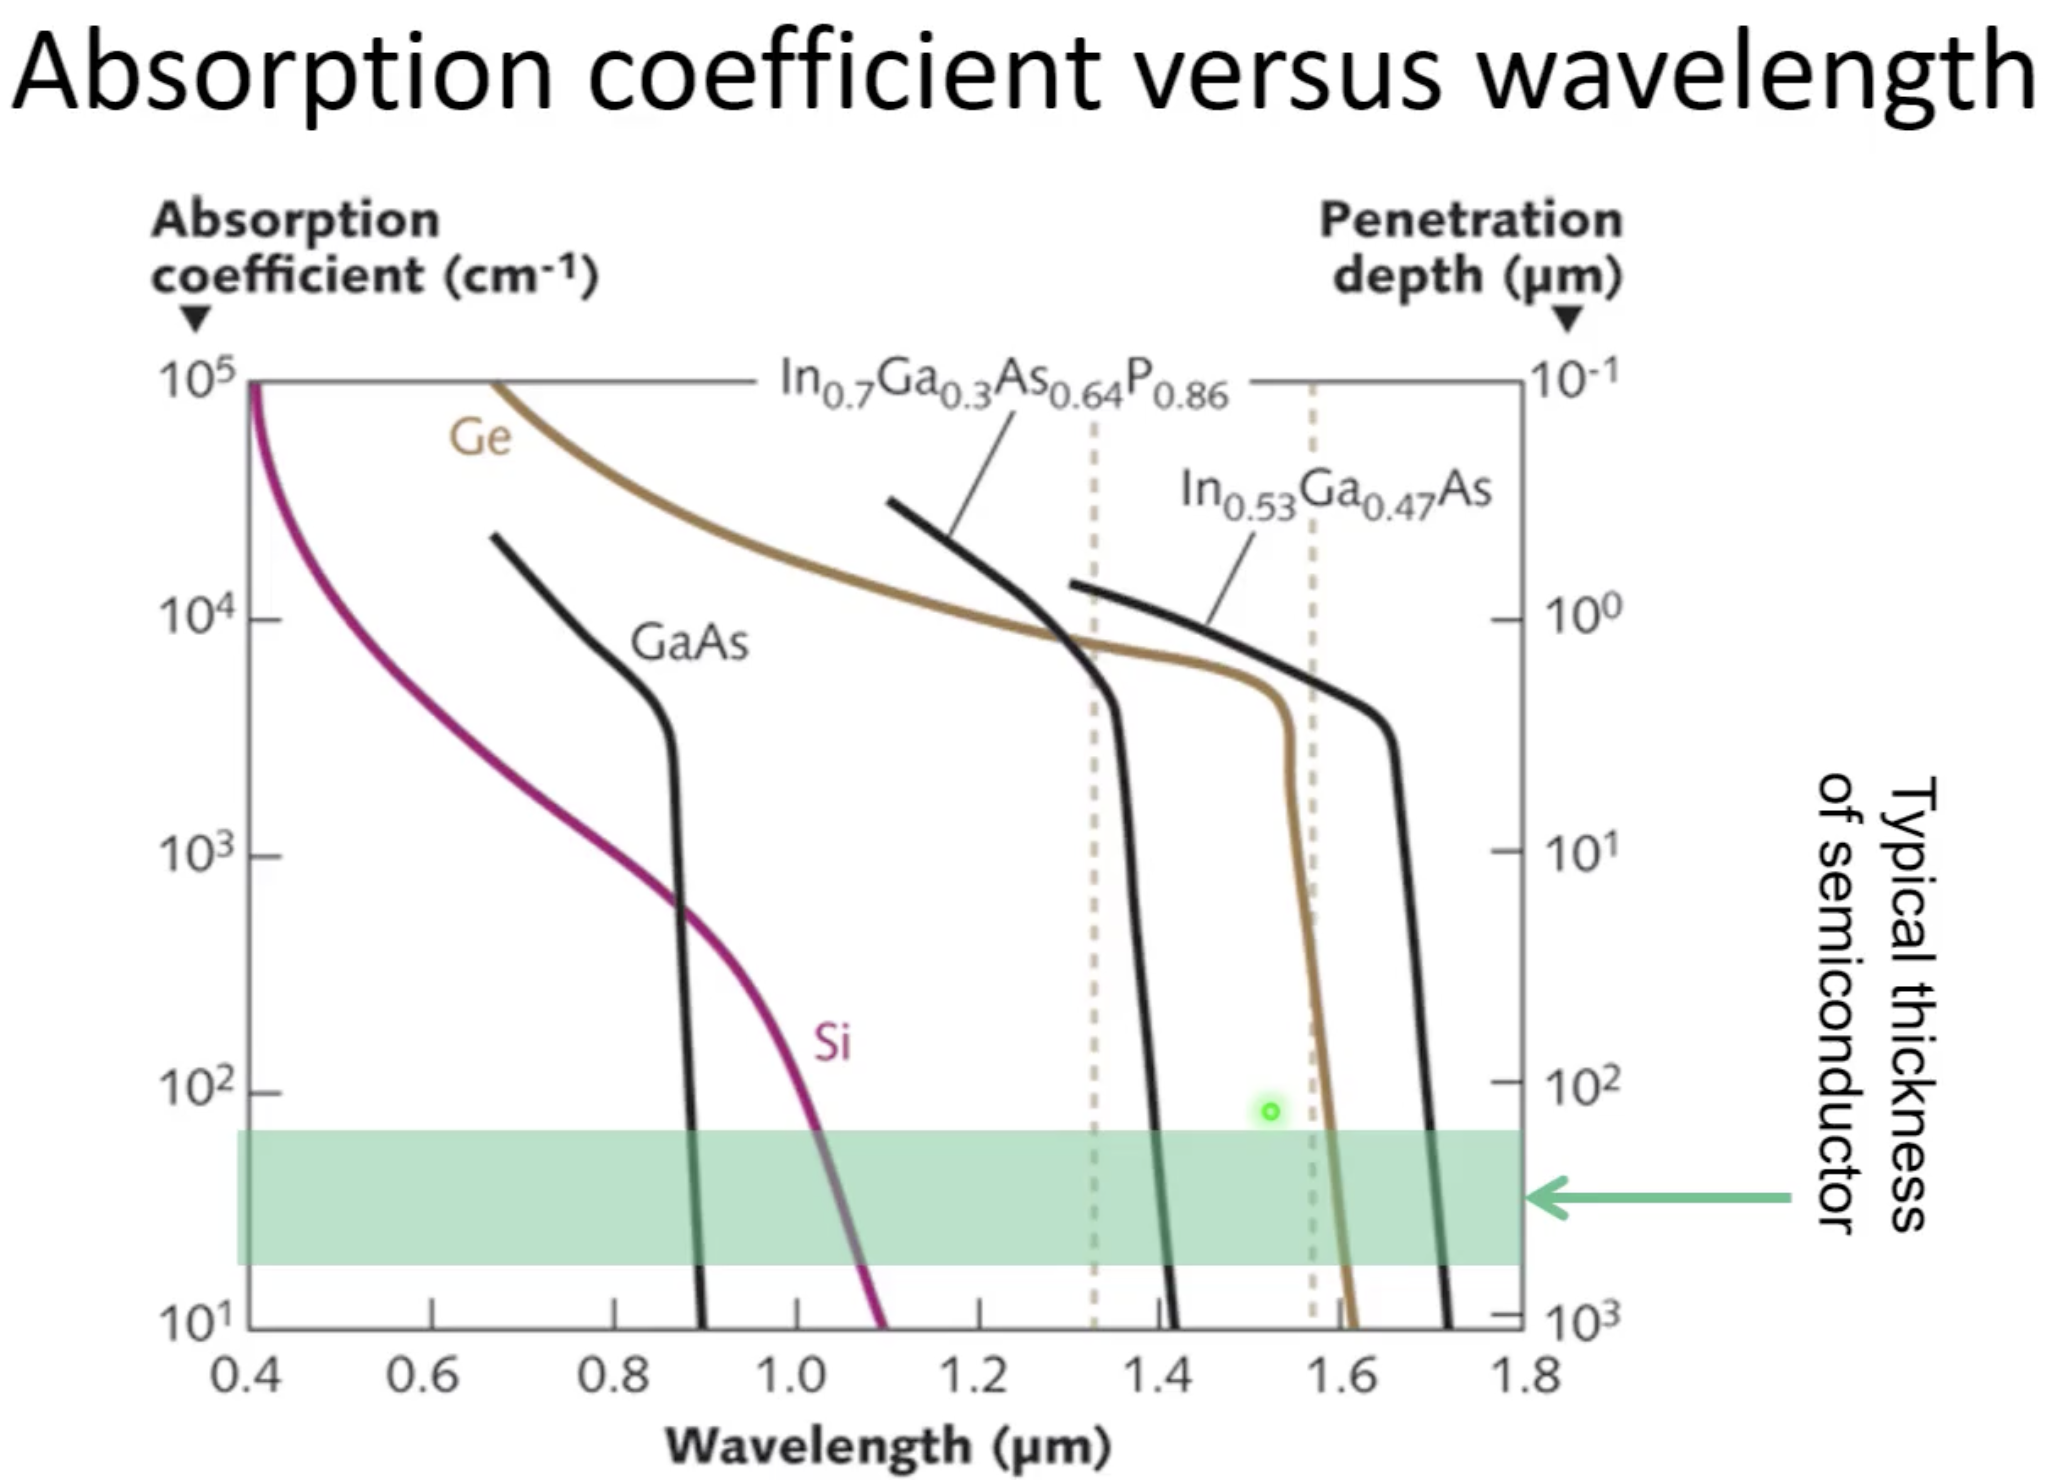 Absorption coefficient versus wavelength
Absorption
coefficient (cm⁻¹)
Penetration
depth (µm)
10⁵
10⁴
10³
10²
10¹
In₀.₇Ga₀.₃As₀.₆₄P₀.₈₆
Ge
In₀.₅₃Ga₀.₄₇As
GaAs
Si
10⁻¹
10⁰
10¹
10²
10³
Typical thickness
of semiconductor
0.4 0.6 0.8 1.0 1.2 1.4 1.6 1.8
Wavelength (µm)